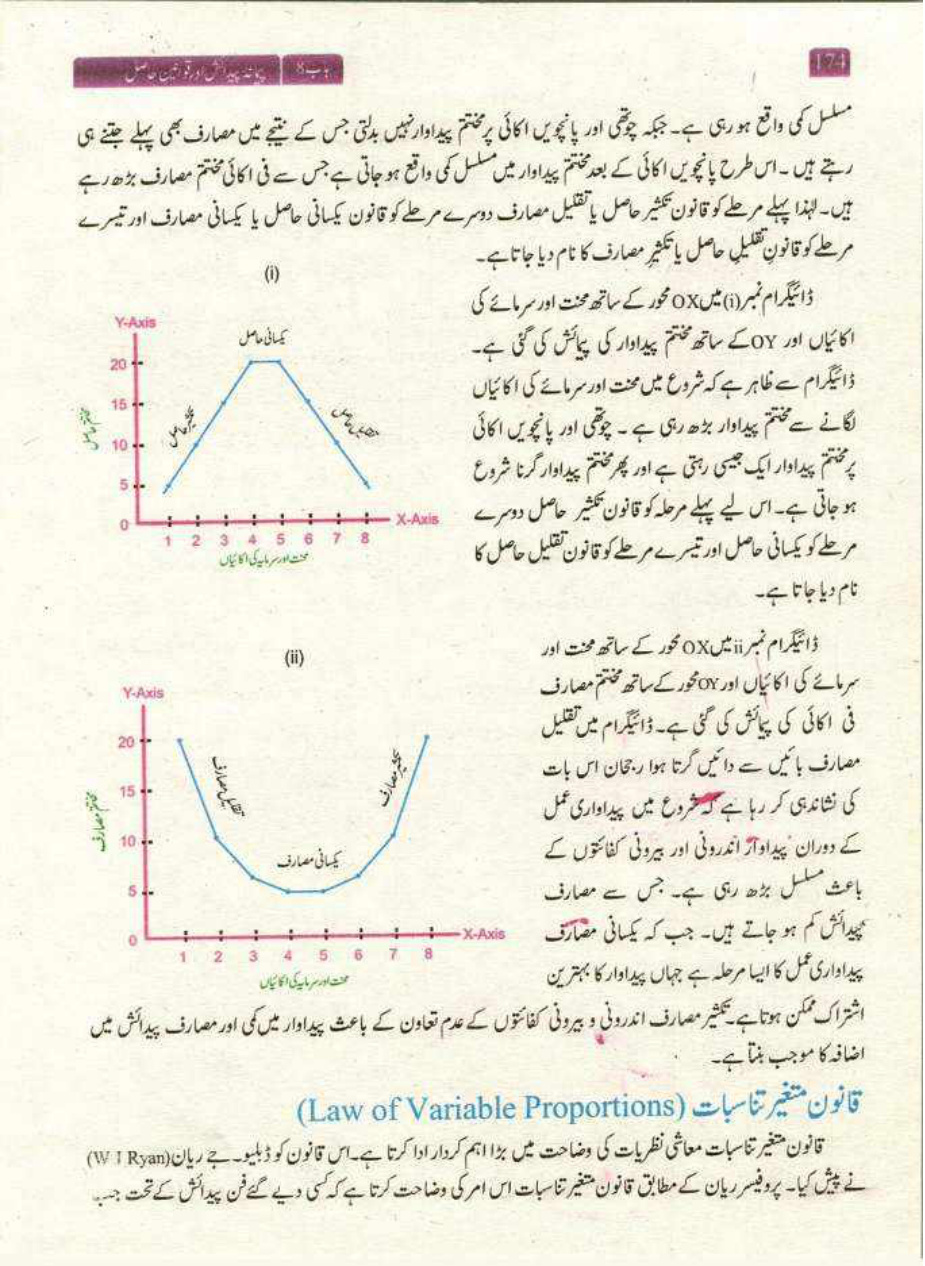 174
باب 8 پیمانہ پیدائش اور قوانین حاصل
مسلسل کمی واقع ہو رہی ہے۔ جبکہ چوتھی اور پانچویں اکائی پر مختتم پیداوار نہیں بدلتی جس کے نتیجے میں مصارف بھی پہلے جتنے ہی
رہتے ہیں۔ اس طرح پانچویں اکائی کے بعد مختتم پیداوار میں مسلسل کمی واقع ہو جاتی ہے جس سے فی اکائی مختتم مصارف بڑھ رہے
ہیں۔ لہٰذا پہلے مرحلے کو قانون تکثیر حاصل یا تقلیل مصارف دوسرے مرحلے کو قانون یکسانی حاصل یا یکسانی مصارف اور تیسرے
مرحلے کو قانونِ تقلیلِ حاصل یا تکثیرِ مصارف کا نام دیا جاتا ہے۔
ڈائیگرام نمبر (i) میں OX محور کے ساتھ محنت اور سرمائے کی
اکائیاں اور OY کے ساتھ مختتم پیداوار کی پیمائش کی گئی ہے۔
ڈائیگرام سے ظاہر ہے کہ شروع میں محنت اور سرمائے کی اکائیاں
لگانے سے مختتم پیداوار بڑھ رہی ہے ۔ چوتھی اور پانچویں اکائی
پر مختتم پیداوار ایک جیسی رہتی ہے اور پھر مختتم پیداوار گرنا شروع
ہو جاتی ہے۔ اس لیے پہلے مرحلہ کو قانون تکثیر حاصل دوسرے
مرحلے کو یکسانی حاصل اور تیسرے مرحلے کو قانون تقلیل حاصل کا
نام دیا جاتا ہے۔
(i)
Y-Axis
یکسانی حاصل
20
15
10
5
0
مختتم حاصل
تکثیر حاصل
تقلیل حاصل
X-Axis
1 2 3 4 5 6 7 8
محنت اور سرمایہ کی اکائیاں
ڈائیگرام نمبر ii میں OX محور کے ساتھ محنت اور
سرمائے کی اکائیاں اور OY محور کے ساتھ مختتم مصارف
فی اکائی کی پیمائش کی گئی ہے۔ ڈائیگرام میں تقلیل
مصارف بائیں سے دائیں گرتا ہوا رجحان اس بات
کی نشاندہی کر رہا ہے کہ شروع میں پیداواری عمل
کے دوران پیداوار اندرونی اور بیرونی کفائتوں کے
باعث مسلسل بڑھ رہی ہے۔ جس سے مصارف
پیدائش کم ہو جاتے ہیں۔ جب کہ یکسانی مصارف
پیداواری عمل کا ایسا مرحلہ ہے جہاں پیداوار کا بہترین
(ii)
Y-Axis
20
15
10
5
0
مختتم مصارف
تقلیل مصارف
تکثیر مصارف
یکسانی مصارف
X-Axis
1 2 3 4 5 6 7 8
محنت اور سرمایہ کی اکائیاں
اشتراک ممکن ہوتا ہے۔ تکثیر مصارف اندرونی و بیرونی کفائتوں کے عدم تعاون کے باعث پیداوار میں کمی اور مصارف پیدائش میں
اضافہ کا موجب بنتا ہے۔
قانون متغیر تناسبات (Law of Variable Proportions)
قانون متغیر تناسبات معاشی نظریات کی وضاحت میں بڑا اہم کردار ادا کرتا ہے۔ اس قانون کو ڈبلیو۔ جے ریان (W J Ryan)
نے پیش کیا۔ پروفیسر ریان کے مطابق قانون متغیر تناسبات اس امر کی وضاحت کرتا ہے کہ کسی دیے گئے فن پیدائش کے تحت جب